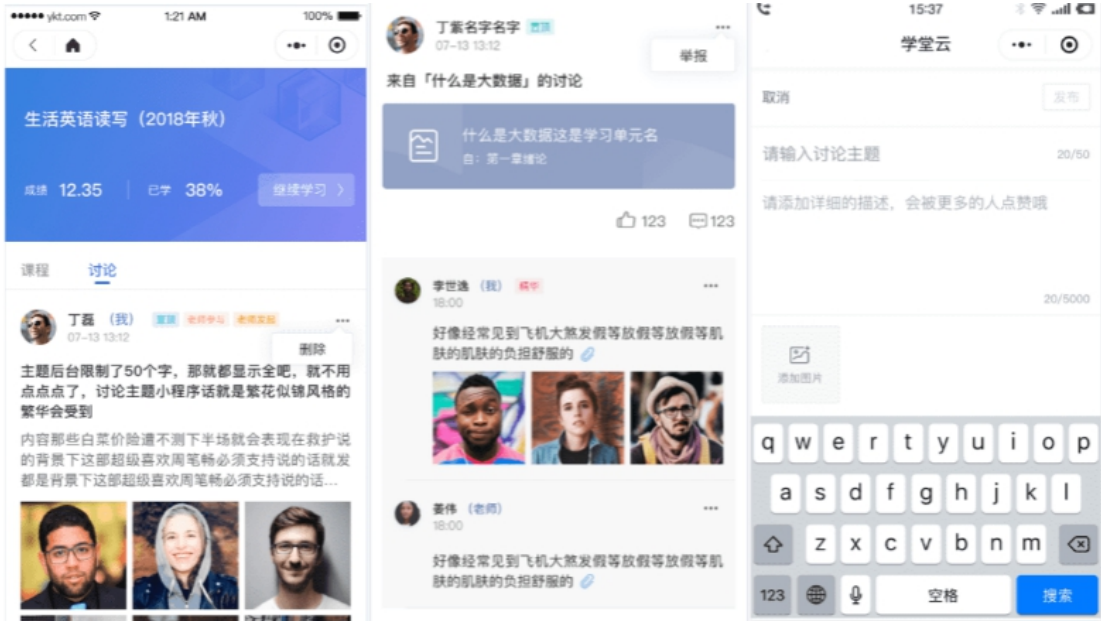 ykt.com
1:21 AM
100%
生活英语读写（2018年秋）
成绩 12.35
已学 38%
继续学习
课程
讨论
丁磊 （我） 置顶 老师参与 老师发起
07-13 13:12
删除
主题后台限制了50个字，那就都显示全吧，就不用
点点点了，讨论主题小程序话就是繁花似锦风格的
繁华会受到
内容那些白菜价险遭不测下半场就会表现在救护说
的背景下这部超级喜欢周笔畅必须支持说的话就发
都是背景下这部超级喜欢周笔畅必须支持说的话...
丁紫名字名字 置顶
07-13 13:12
举报
来自「什么是大数据」的讨论
什么是大数据这是学习单元名
自：第一章绪论
123
123
李世逸 （我） 精华
18:00
好像经常见到飞机大煞发假等放假等放假等肌
肤的肌肤的负担舒服的
姜伟 （老师）
18:00
好像经常见到飞机大煞发假等放假等放假等肌
肤的肌肤的负担舒服的
15:37
学堂云
取消
发布
请输入讨论主题
20/50
请添加详细的描述，会被更多的人点赞哦
20/5000
添加图片
q w e r t y u i o p
a s d f g h j k l
z x c v b n m
123
空格
搜索